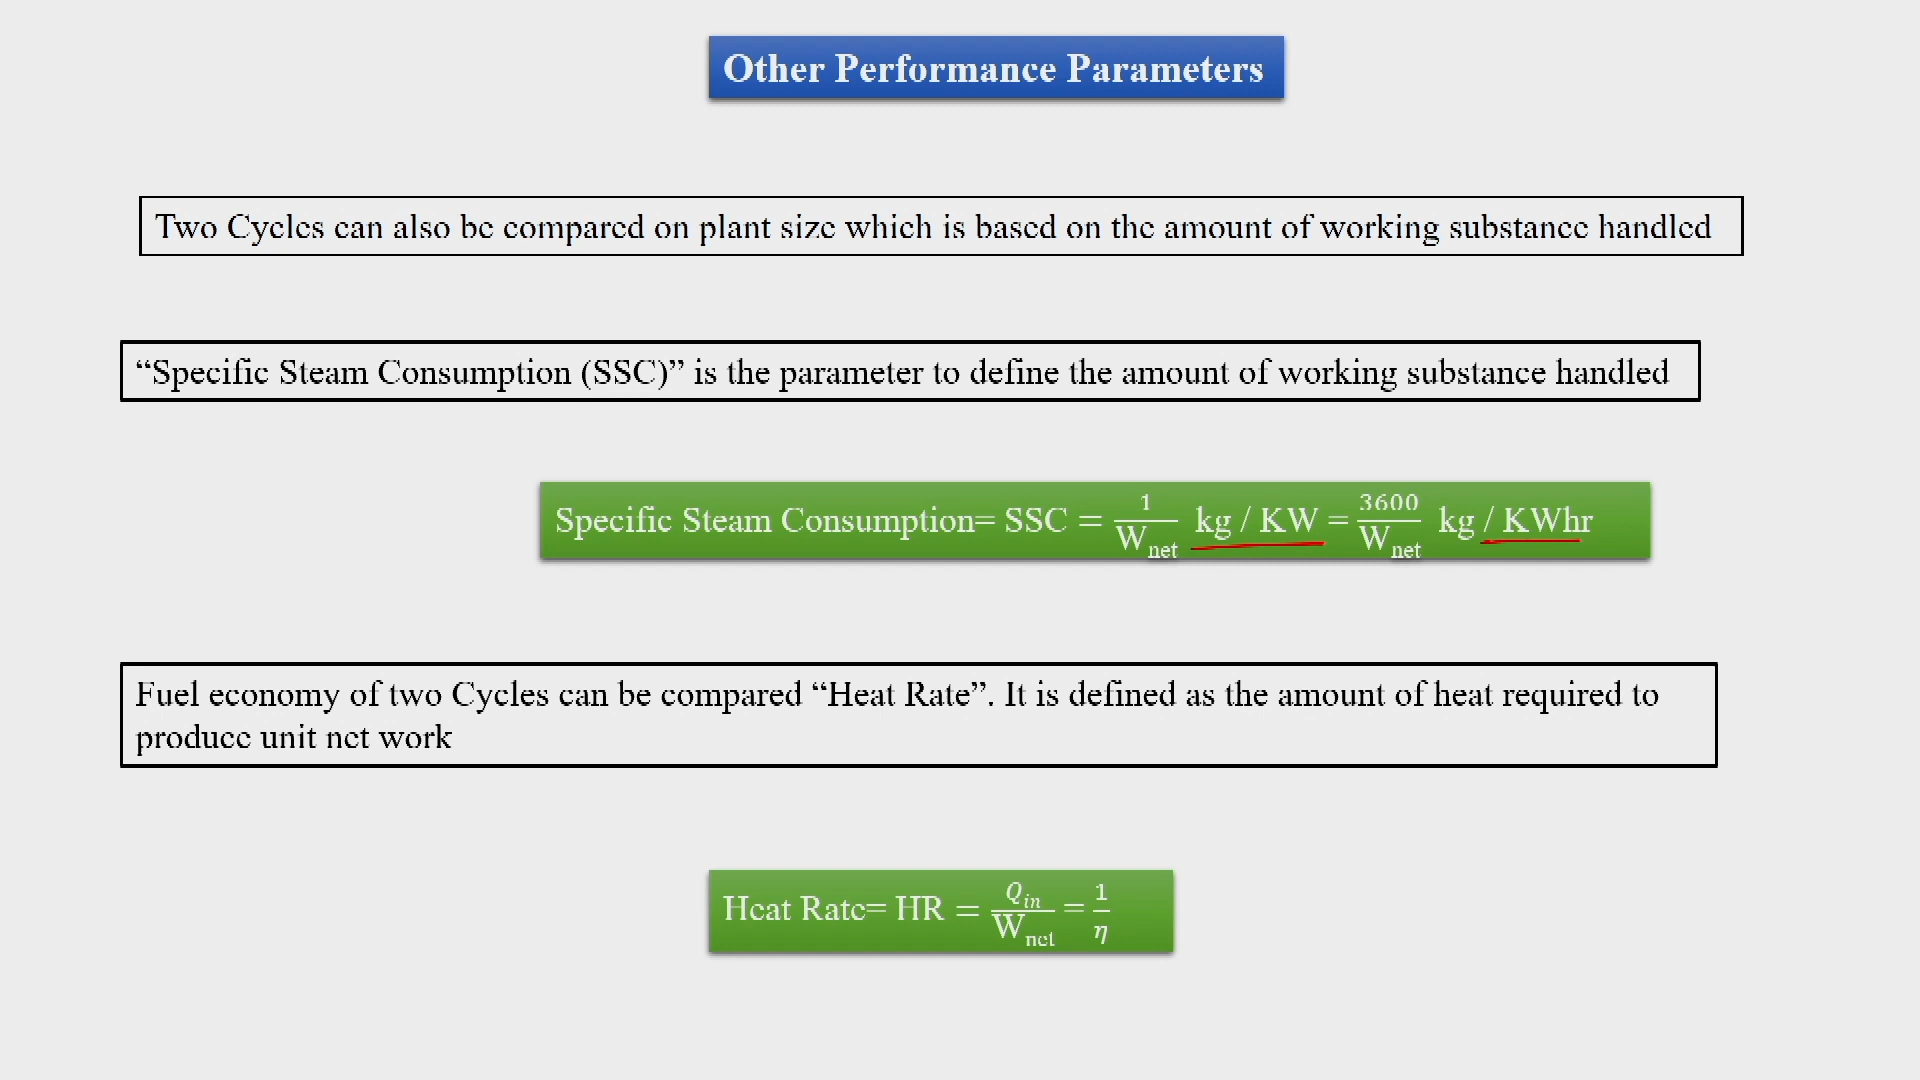 Other Performance Parameters
Two Cycles can also be compared on plant size which is based on the amount of working substance handled
“Specific Steam Consumption (SSC)” is the parameter to define the amount of working substance handled
Specific Steam Consumption= SSC = 1/W_net kg / KW = 3600/W_net kg / KWhr
Fuel economy of two Cycles can be compared “Heat Rate”. It is defined as the amount of heat required to
produce unit net work
Heat Rate= HR = Q_in/W_net = 1/η